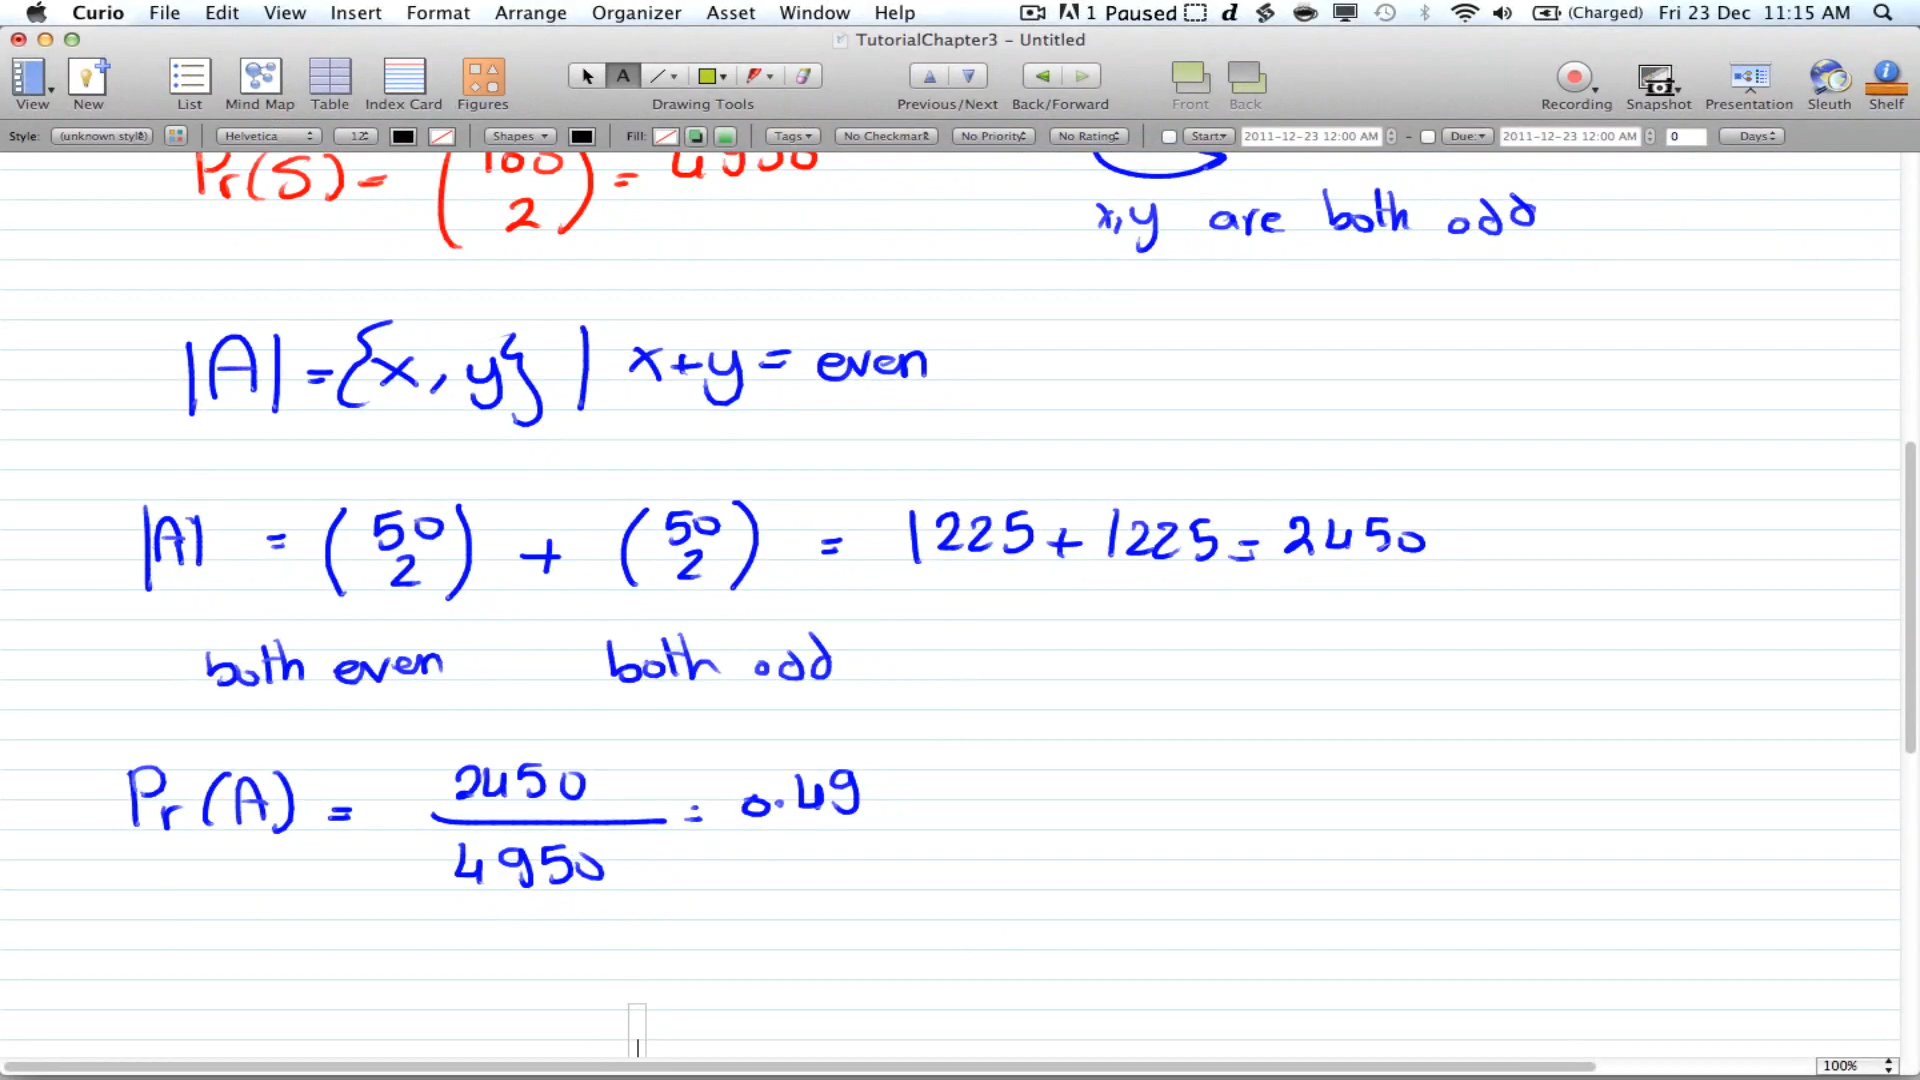 Curio File Edit View Insert Format Arrange Organizer Asset Window Help 1 Paused d (Charged) Fri 23 Dec 11:15 AM
TutorialChapter3 – Untitled
View New List Mind Map Table Index Card Figures A Drawing Tools Previous/Next Back/Forward Front Back Recording Snapshot Presentation Sleuth Shelf
Style: (unknown style) Helvetica 12 Shapes Fill: Tags No Checkmark No Priority No Rating Start 2011-12-23 12:00 AM – Due: 2011-12-23 12:00 AM 0 Days
Pr(S) = (100 2) = 4950
x,y are both odd
|A| = {x, y} | x+y = even
|A| = (50 2) + (50 2) = 1225 + 1225 = 2450
both even both odd
Pr(A) = 2450 / 4950 = 0.49
100%